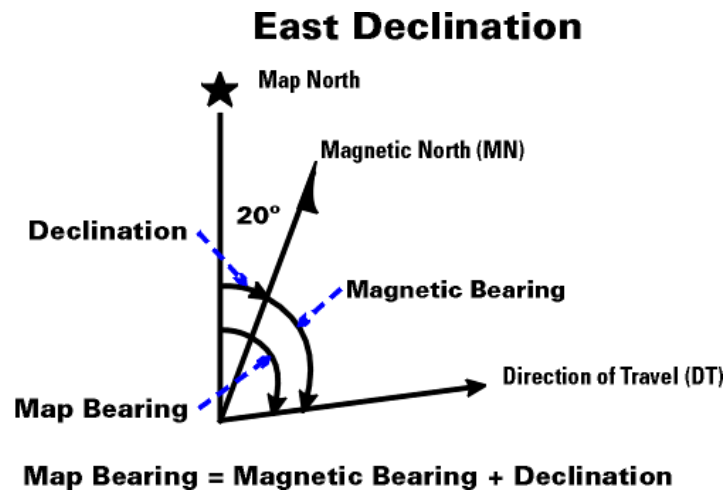 East Declination
Map North
Magnetic North (MN)
20°
Declination
Magnetic Bearing
Direction of Travel (DT)
Map Bearing
Map Bearing = Magnetic Bearing + Declination